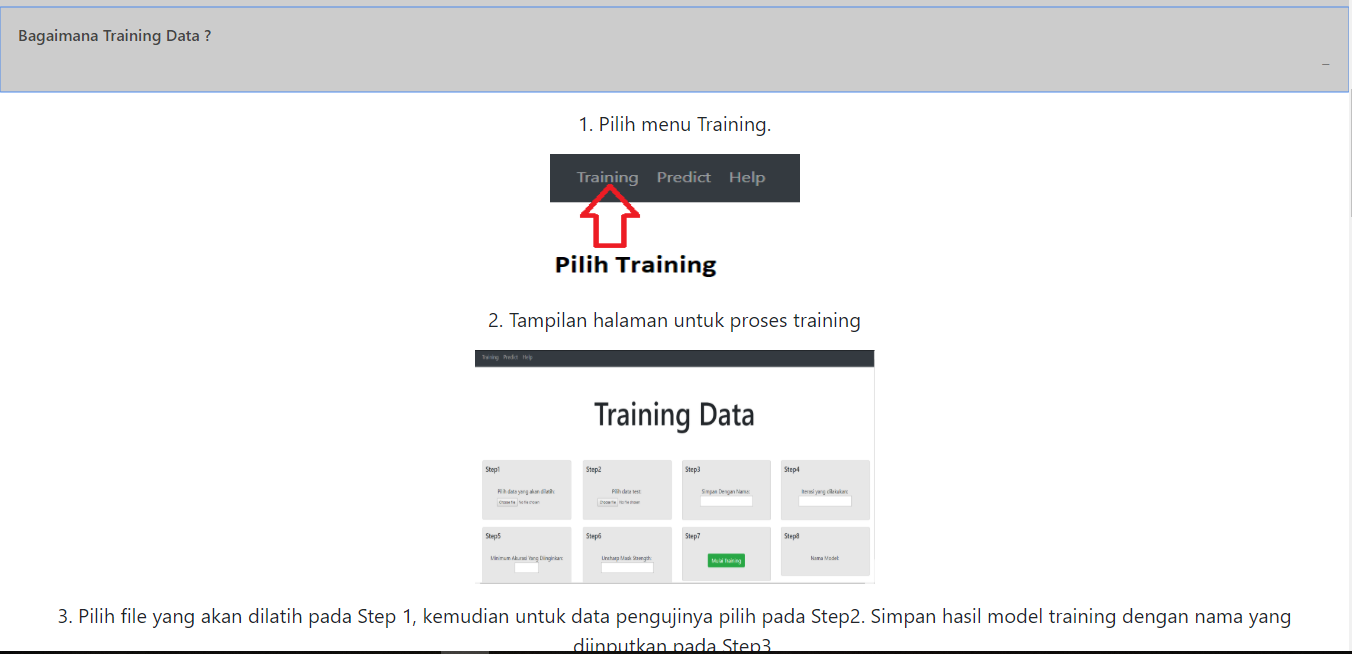 Bagaimana Training Data ?
1. Pilih menu Training.
Training Predict Help
Pilih Training
2. Tampilan halaman untuk proses training
Training Predict Help
Training Data
Step1 Step2 Step3 Step4
Pilih data yang akan dilatih: Pilih data test: Simpan Dengan Nama: Iterasi yang dilakukan:
Choose File No file chosen Choose File No file chosen
Step5 Step6 Step7 Step8
Minimum Akurasi Yang Diinginkan: Unsharp Mask Strength: Mulai Training Nama Model:
3. Pilih file yang akan dilatih pada Step 1, kemudian untuk data pengujinya pilih pada Step2. Simpan hasil model training dengan nama yang
diinputkan pada Step3